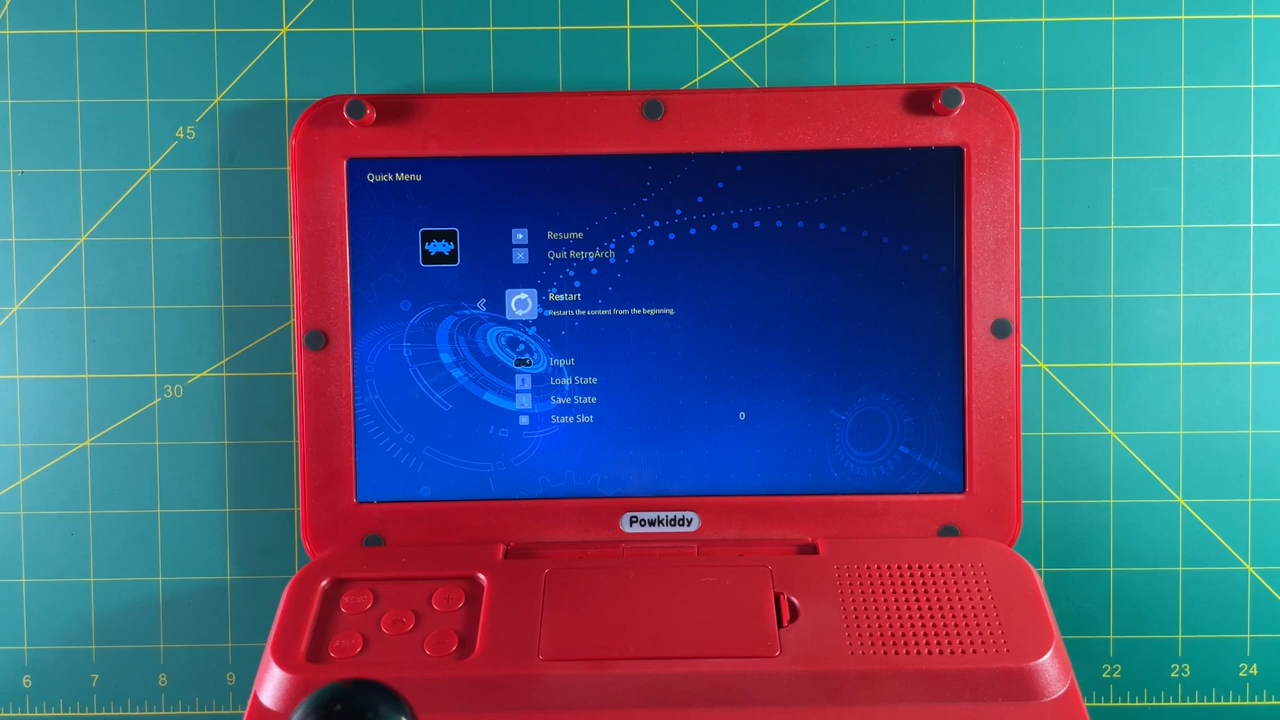 45
Quick Menu
Resume
Quit RetroArch
Restart
Restarts the content from the beginning.
Input
Load State
Save State
State Slot
0
30
Powkiddy
6
7
8
9
22
23
24